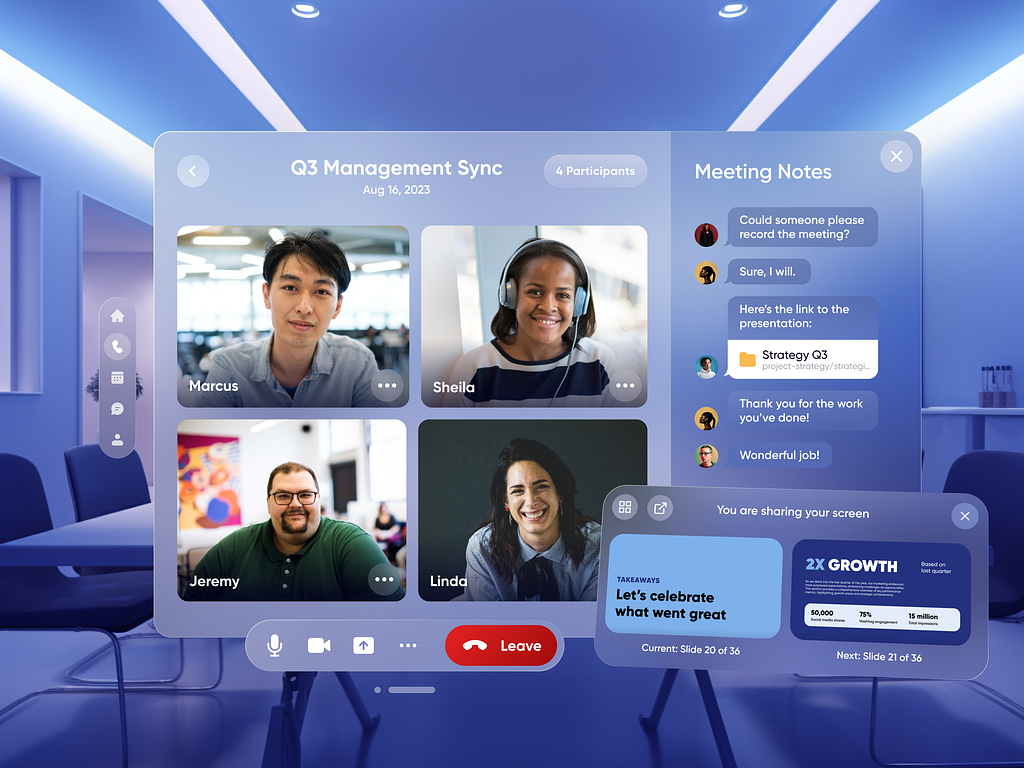 Q3 Management Sync
Aug 16, 2023
4 Participants
Marcus
Sheila
Jeremy
Linda
Leave
Meeting Notes
Could someone please
record the meeting?
Sure, I will.
Here's the link to the
presentation:
Strategy Q3
project-strategy/strategi...
Thank you for the work
you've done!
Wonderful job!
You are sharing your screen
TAKEAWAYS
Let's celebrate
what went great
Current: Slide 20 of 36
2X GROWTH
Based on
last quarter
50,000
Social media shares
75%
Hashtag engagement
15 million
Total impressions
Next: Slide 21 of 36